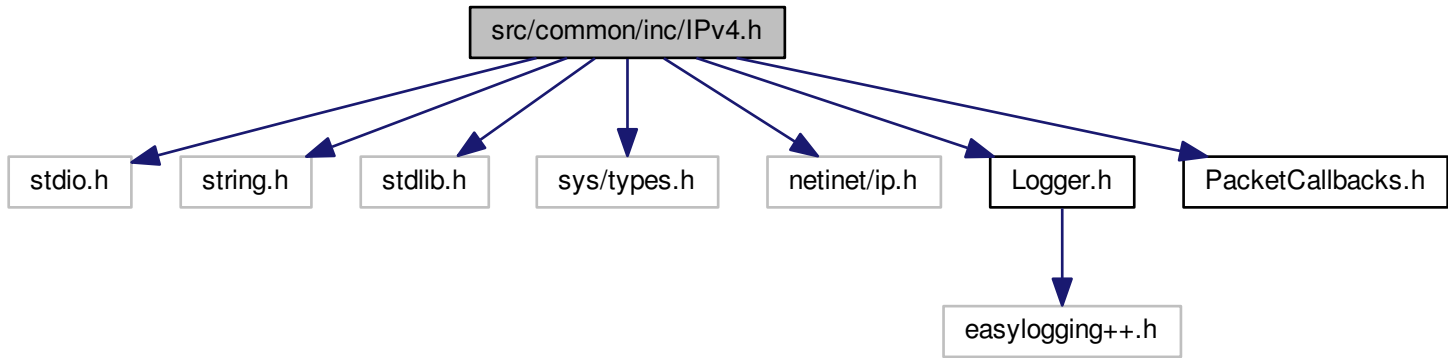 src/common/inc/IPv4.h
stdio.h
string.h
stdlib.h
sys/types.h
netinet/ip.h
Logger.h
PacketCallbacks.h
easylogging++.h